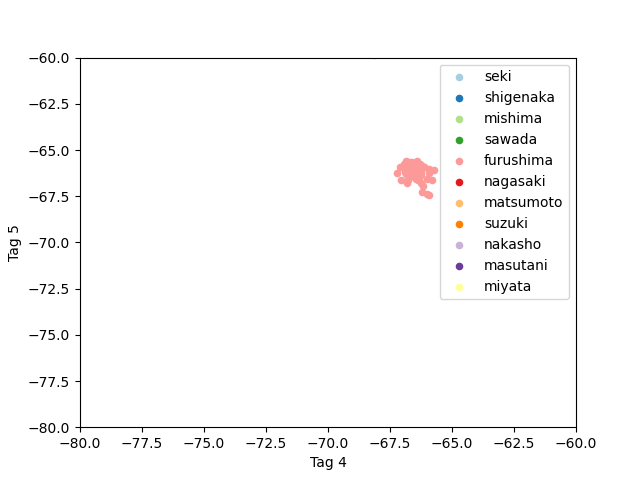 −60.0
−62.5
−65.0
−67.5
−70.0
−72.5
−75.0
−77.5
−80.0
Tag 5
seki
shigenaka
mishima
sawada
furushima
nagasaki
matsumoto
suzuki
nakasho
masutani
miyata
−80.0 −77.5 −75.0 −72.5 −70.0 −67.5 −65.0 −62.5 −60.0
Tag 4